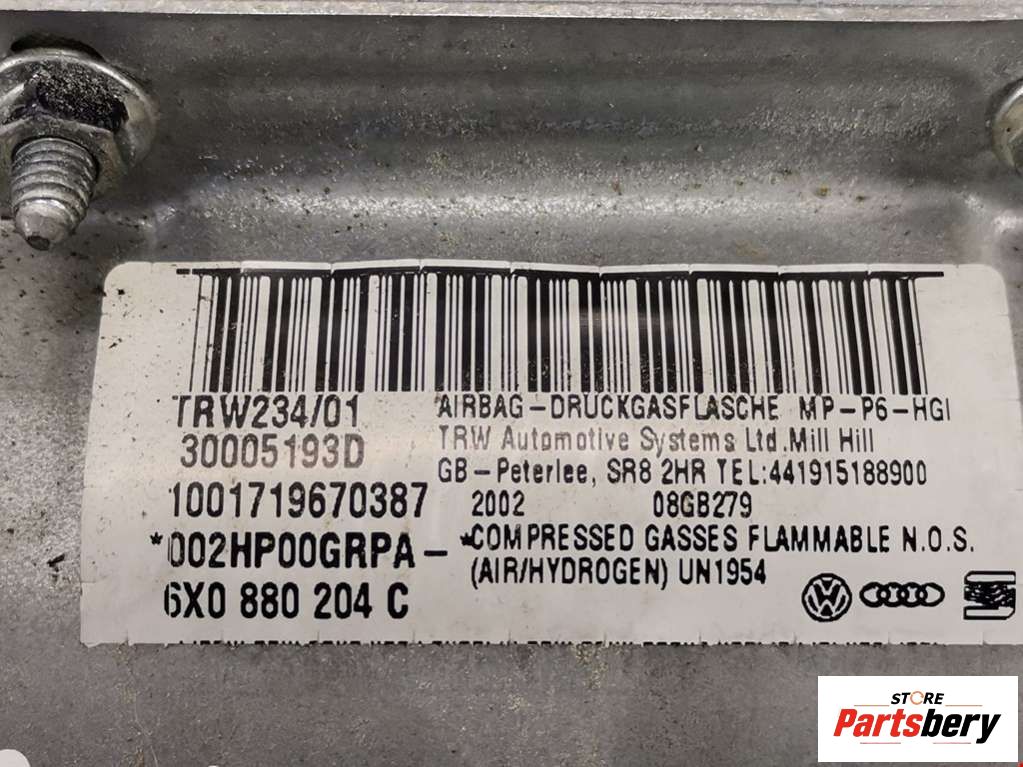 TRW234/01
30005193D
1001719670387
*002HP00GRPA-*
6X0 880 204 C
AIRBAG-DRUCKGASFLASCHE MP-P6-HGI
TRW Automotive Systems Ltd.Mill Hill
GB-Peterlee, SR8 2HR TEL:441915188900
2002 08GB279
COMPRESSED GASSES FLAMMABLE N.O.S.
(AIR/HYDROGEN) UN1954
STORE
Partsbery